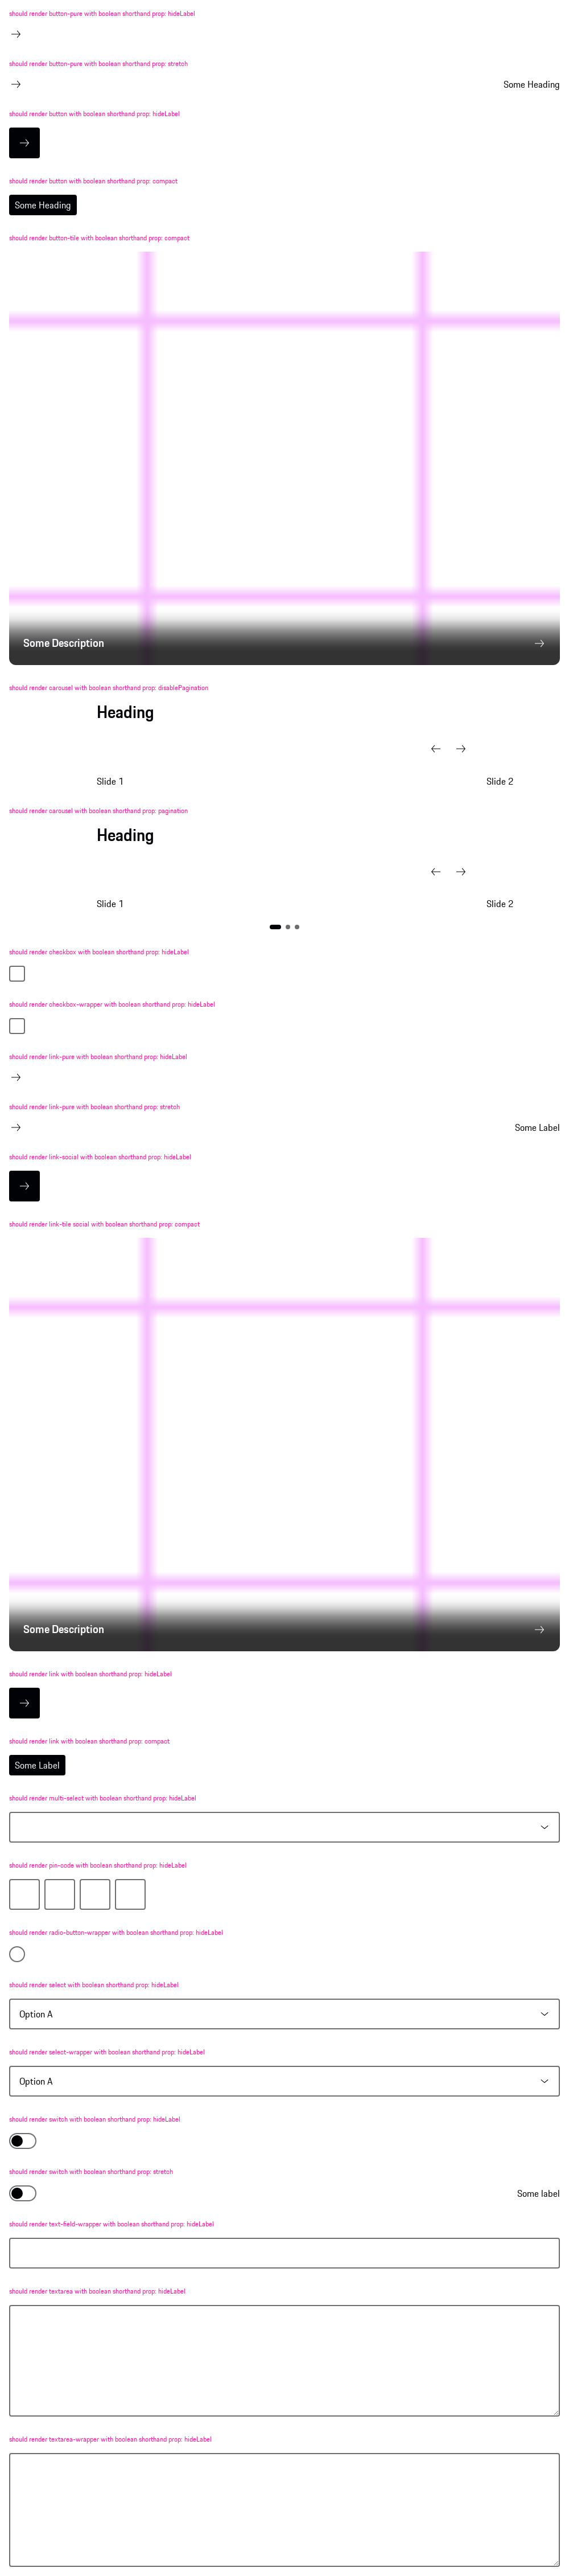 should render button-pure with boolean shorthand prop: hideLabel
should render button-pure with boolean shorthand prop: stretch
Some Heading
should render button with boolean shorthand prop: hideLabel
should render button with boolean shorthand prop: compact
Some Heading
should render button-tile with boolean shorthand prop: compact
Some Description
should render carousel with boolean shorthand prop: disablePagination
Heading
Slide 1 Slide 2
should render carousel with boolean shorthand prop: pagination
Heading
Slide 1 Slide 2
should render checkbox with boolean shorthand prop: hideLabel
should render checkbox-wrapper with boolean shorthand prop: hideLabel
should render link-pure with boolean shorthand prop: hideLabel
should render link-pure with boolean shorthand prop: stretch
Some Label
should render link-social with boolean shorthand prop: hideLabel
should render link-tile social with boolean shorthand prop: compact
Some Description
should render link with boolean shorthand prop: hideLabel
should render link with boolean shorthand prop: compact
Some Label
should render multi-select with boolean shorthand prop: hideLabel
should render pin-code with boolean shorthand prop: hideLabel
should render radio-button-wrapper with boolean shorthand prop: hideLabel
should render select with boolean shorthand prop: hideLabel
Option A
should render select-wrapper with boolean shorthand prop: hideLabel
Option A
should render switch with boolean shorthand prop: hideLabel
should render switch with boolean shorthand prop: stretch
Some label
should render text-field-wrapper with boolean shorthand prop: hideLabel
should render textarea with boolean shorthand prop: hideLabel
should render textarea-wrapper with boolean shorthand prop: hideLabel